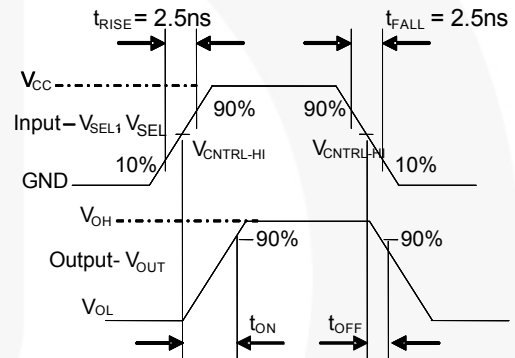 tRISE = 2.5ns tFALL = 2.5ns
VCC
90% 90%
Input– VSEL1, VSEL
VCNTRL-HI VCNTRL-HI
10% 10%
GND
VOH
90% 90%
Output- VOUT
VOL
tON tOFF